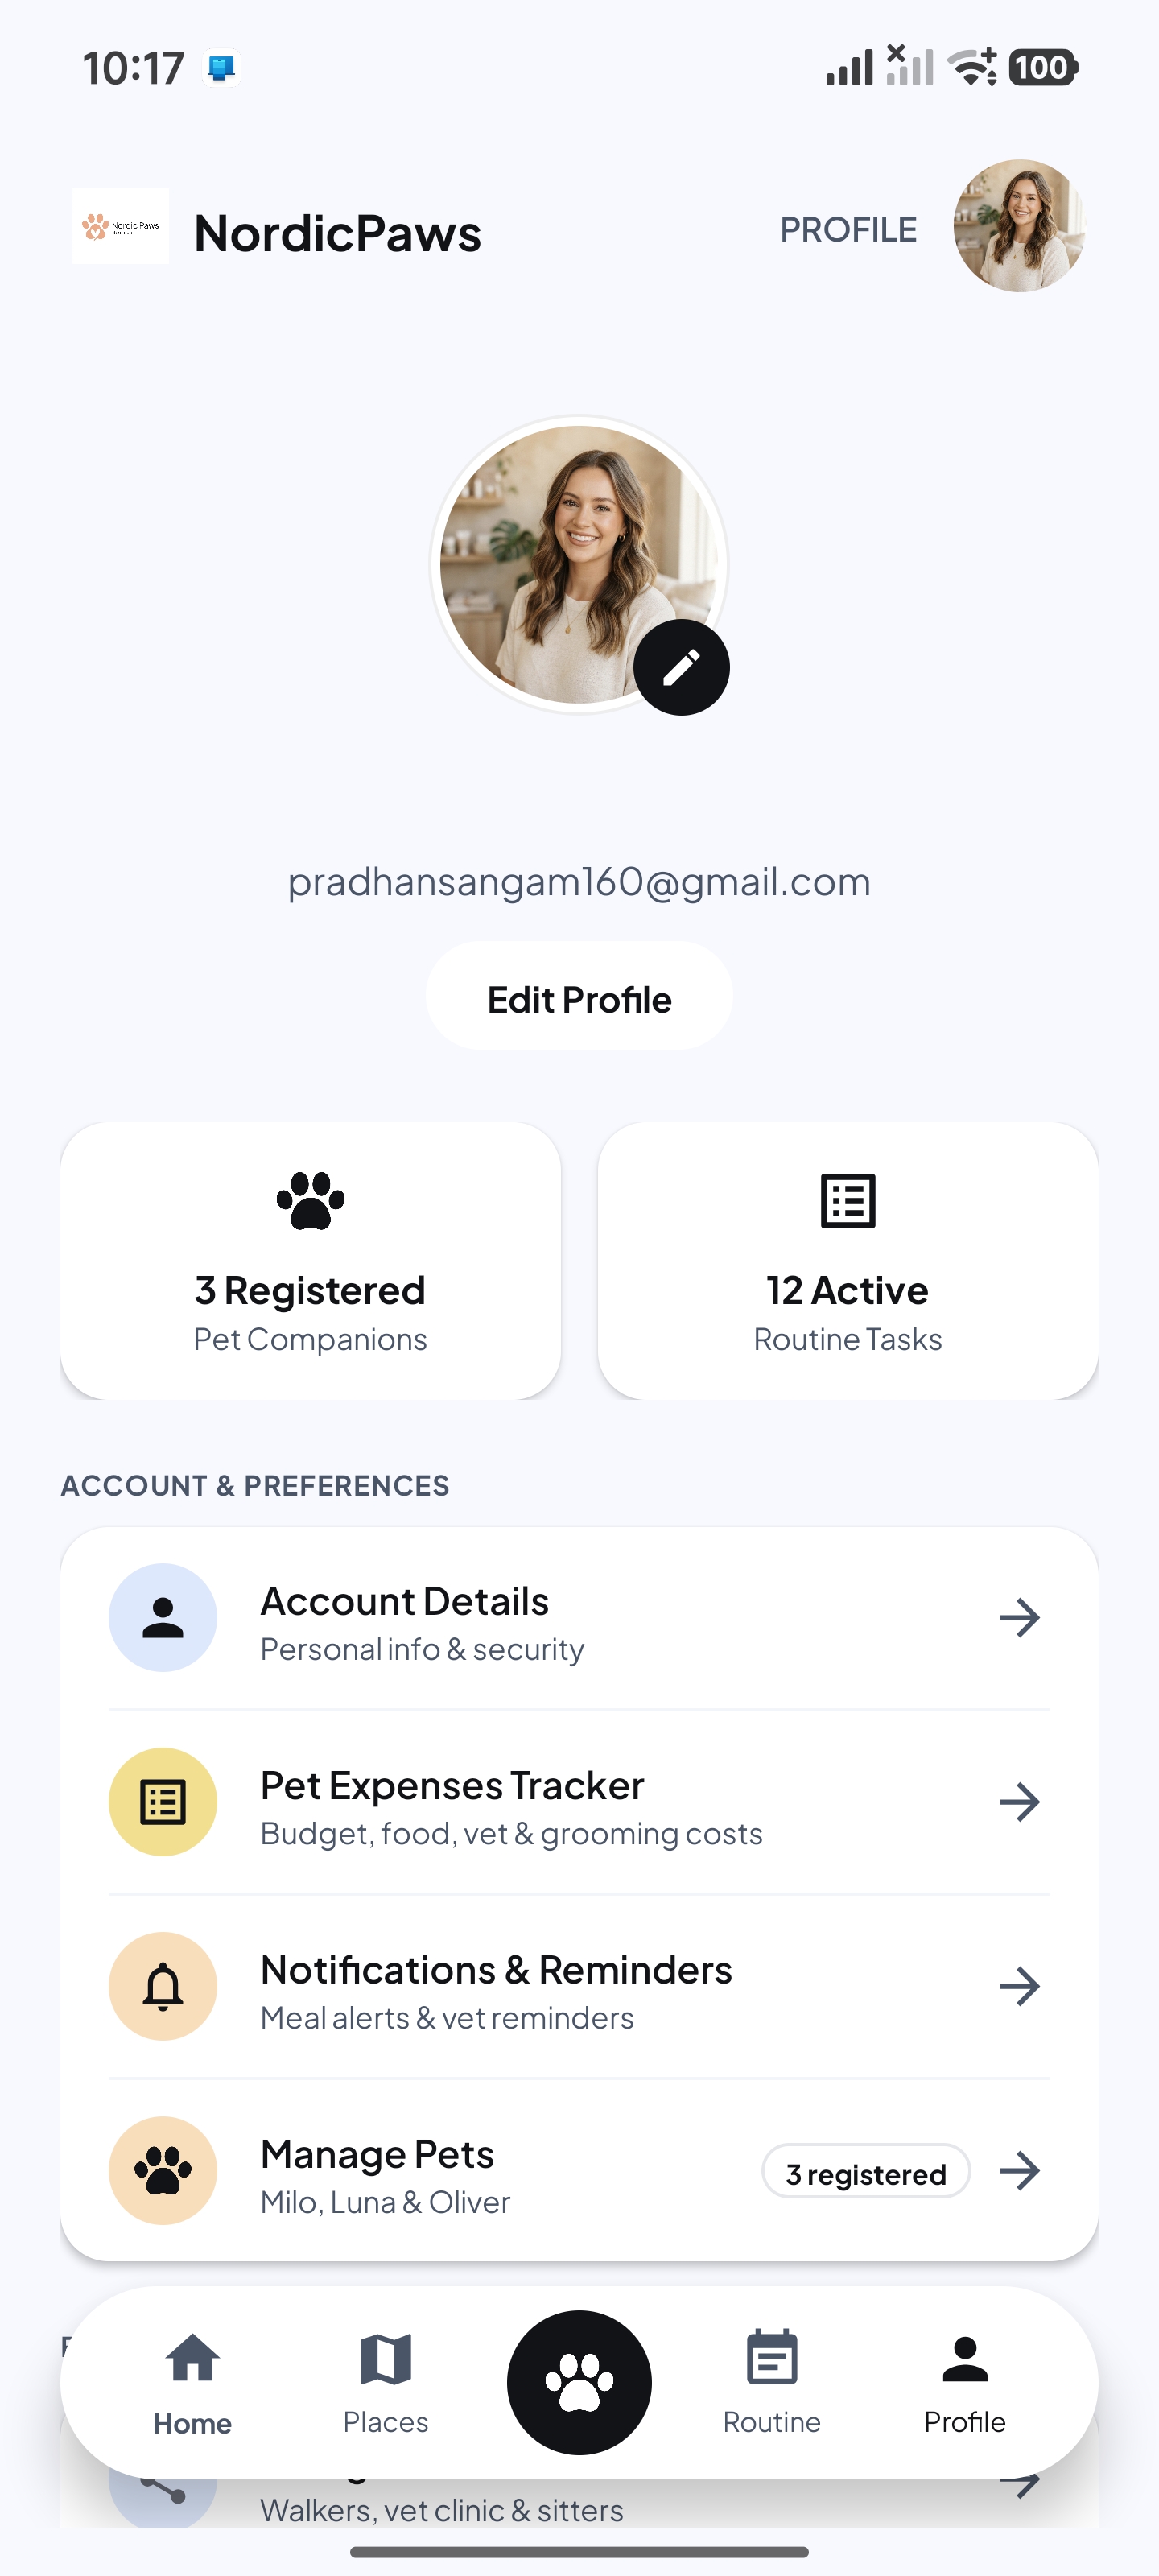 10:17
100
Nordic Paws
NordicPaws
PROFILE
pradhansangam160@gmail.com
Edit Profile
3 Registered
Pet Companions
12 Active
Routine Tasks
ACCOUNT & PREFERENCES
Account Details
Personal info & security
Pet Expenses Tracker
Budget, food, vet & grooming costs
Notifications & Reminders
Meal alerts & vet reminders
Manage Pets
Milo, Luna & Oliver
3 registered
Home
Places
Routine
Profile
Walkers, vet clinic & sitters